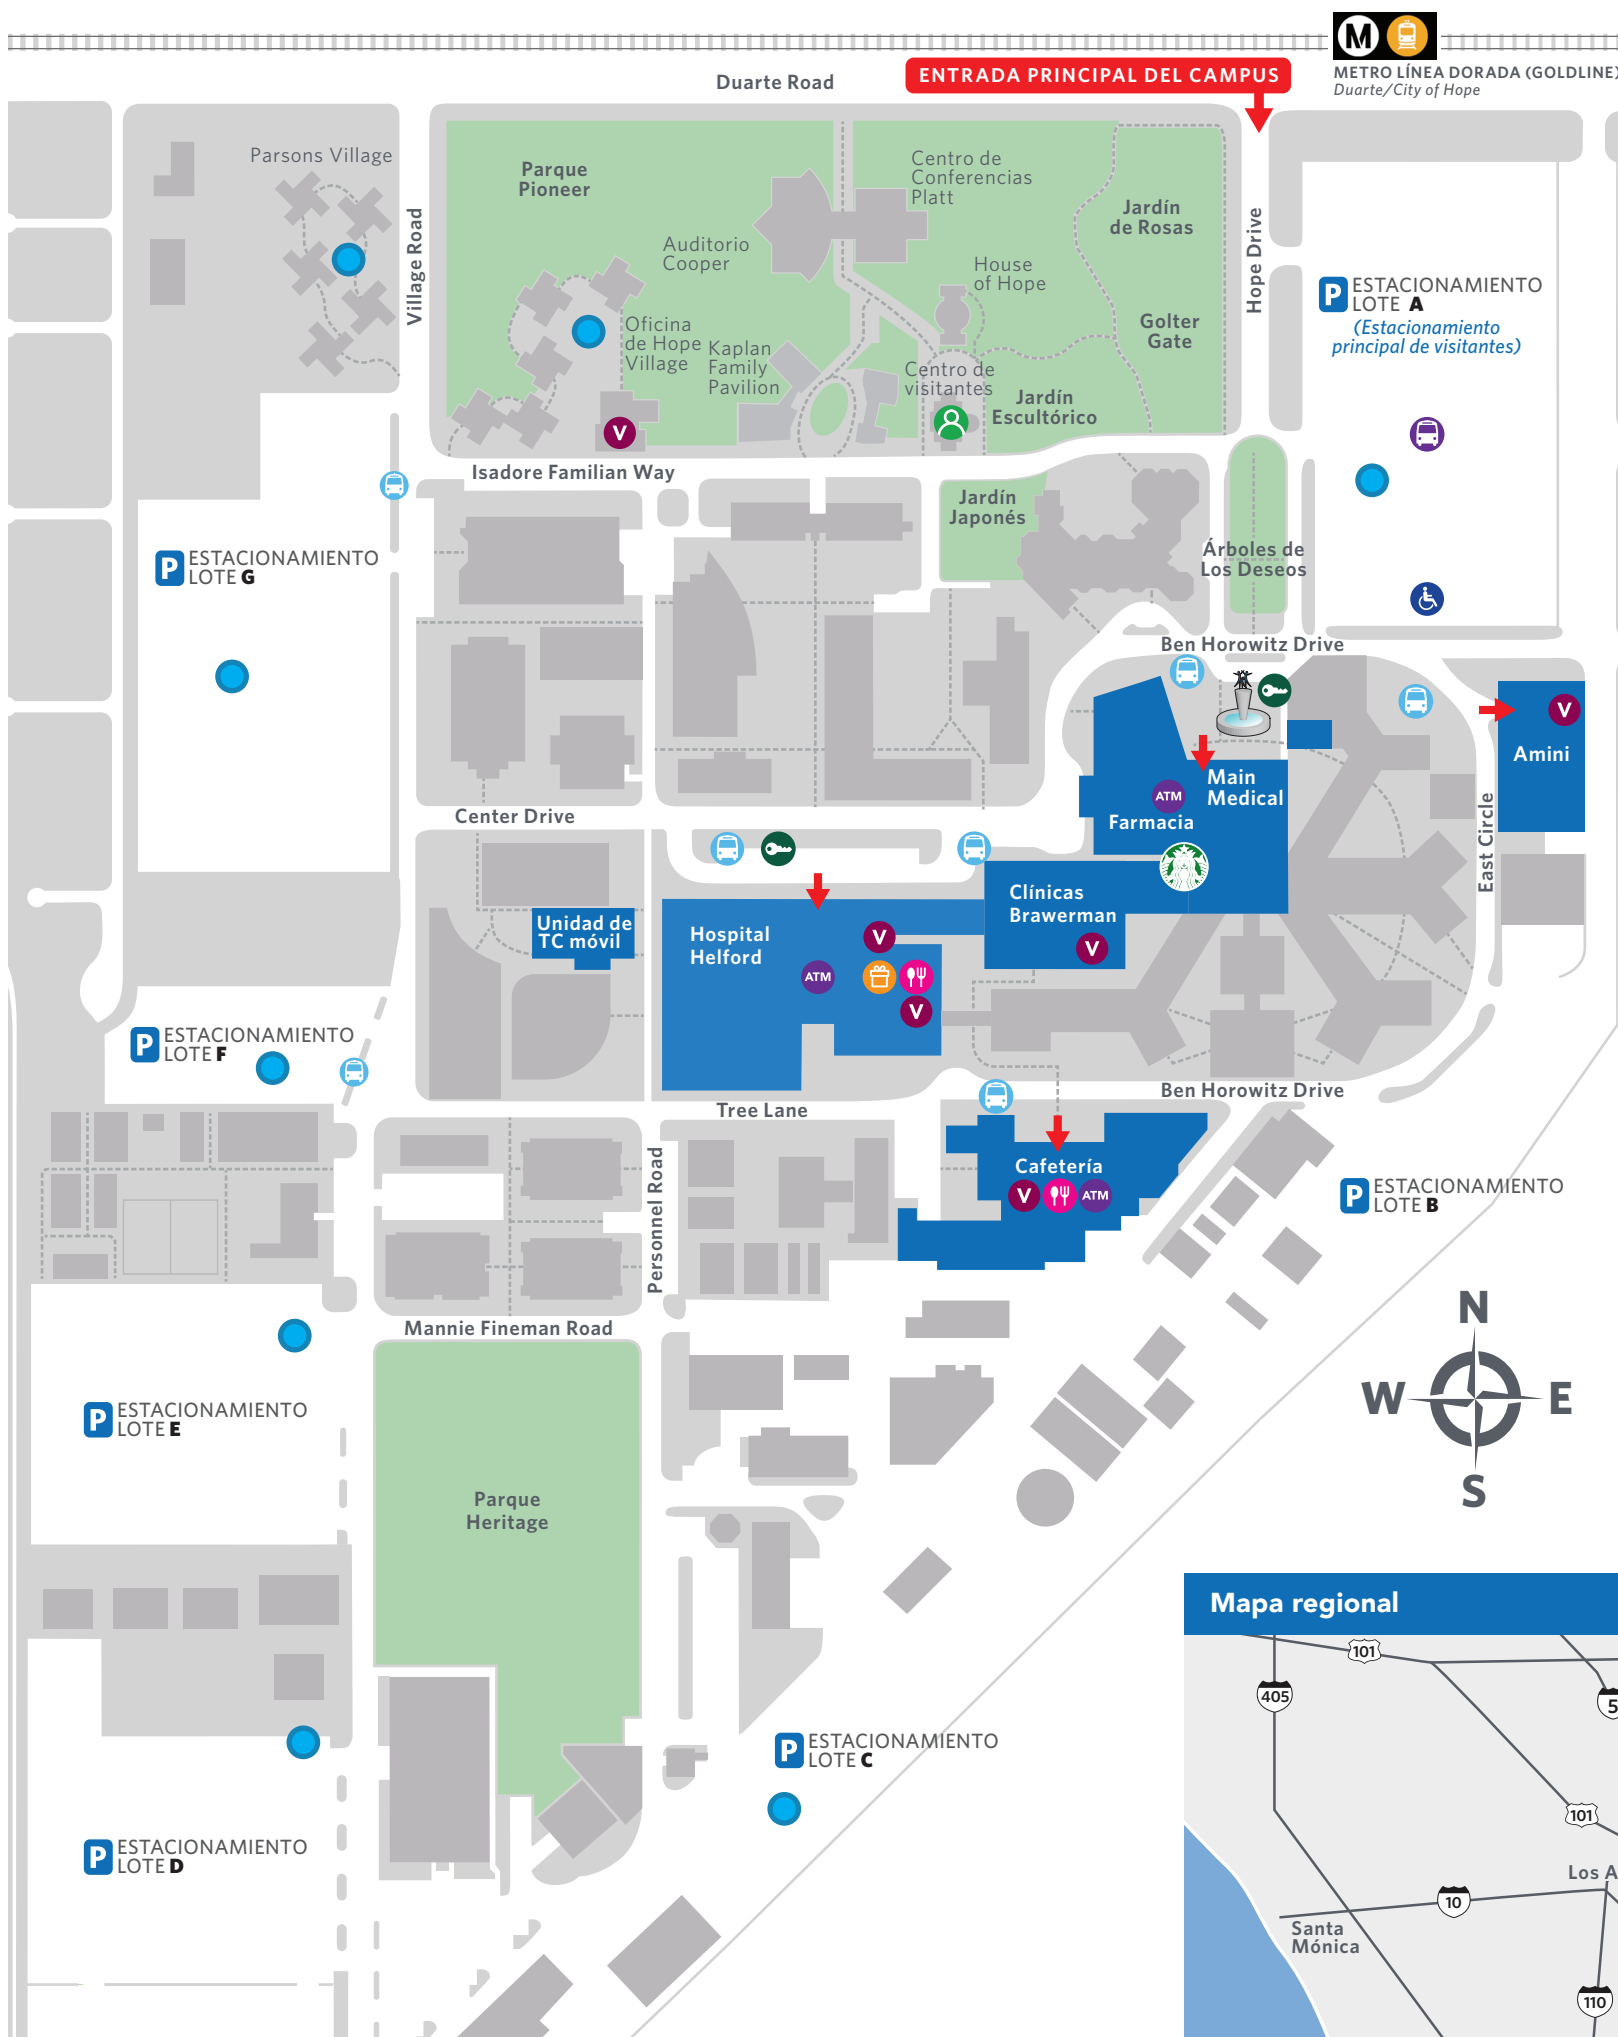 METRO LÍNEA DORADA (GOLDLINE)
Duarte/City of Hope
ENTRADA PRINCIPAL DEL CAMPUS
Duarte Road
Parsons Village
Village Road
Parque
Pioneer
Auditorio
Cooper
Centro de
Conferencias
Platt
Jardín
de Rosas
Hope Drive
House
of Hope
Golter
Gate
P ESTACIONAMIENTO
LOTE A
(Estacionamiento
principal de visitantes)
Oficina
de Hope
Village
Kaplan
Family
Pavilion
Centro de
visitantes
Jardín
Escultórico
V
Isadore Familian Way
Jardín
Japonés
Árboles de
Los Deseos
P ESTACIONAMIENTO
LOTE G
Ben Horowitz Drive
V
Amini
Main
Medical
ATM
Farmacia
East Circle
Center Drive
Clínicas
Brawerman
V
Unidad de
TC móvil
Hospital
Helford
V
ATM
V
P ESTACIONAMIENTO
LOTE F
Ben Horowitz Drive
Tree Lane
Personnel Road
Cafetería
V
ATM
P ESTACIONAMIENTO
LOTE B
Mannie Fineman Road
N
W
E
S
P ESTACIONAMIENTO
LOTE E
Parque
Heritage
P ESTACIONAMIENTO
LOTE C
P ESTACIONAMIENTO
LOTE D
Mapa regional
101
405
5
101
Los A
10
Santa
Mónica
110